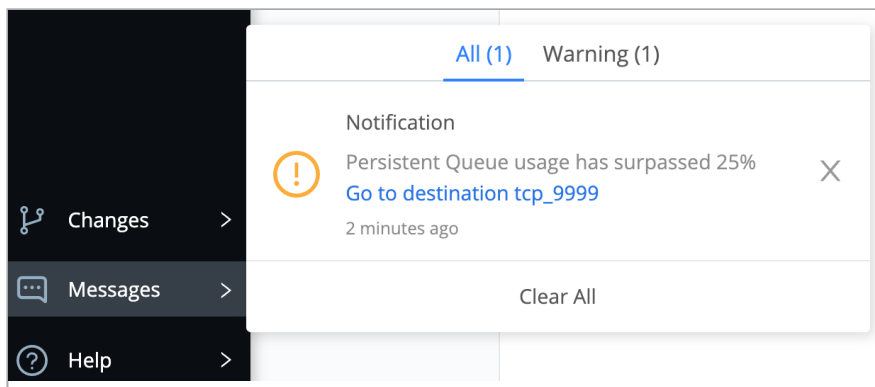 All (1) Warning (1)
Notification
Persistent Queue usage has surpassed 25%
Go to destination tcp_9999
2 minutes ago
Clear All
Changes
Messages
Help